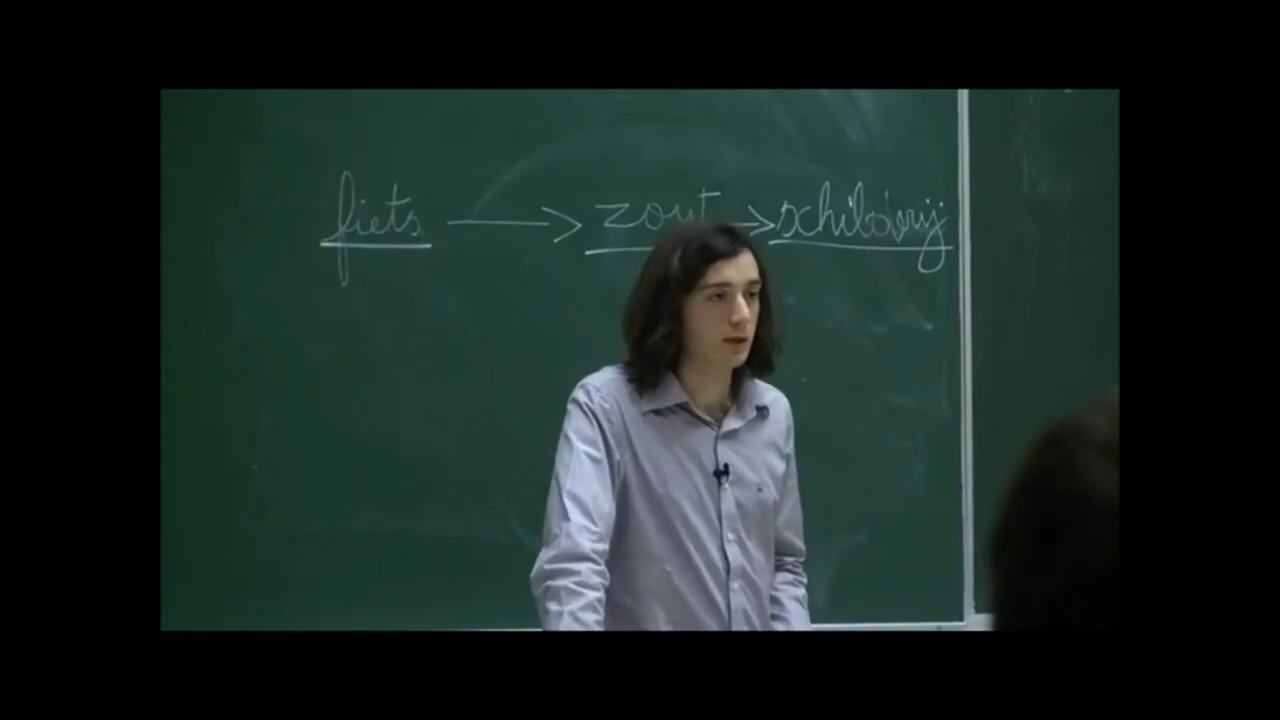 fiets → zout → schilderij